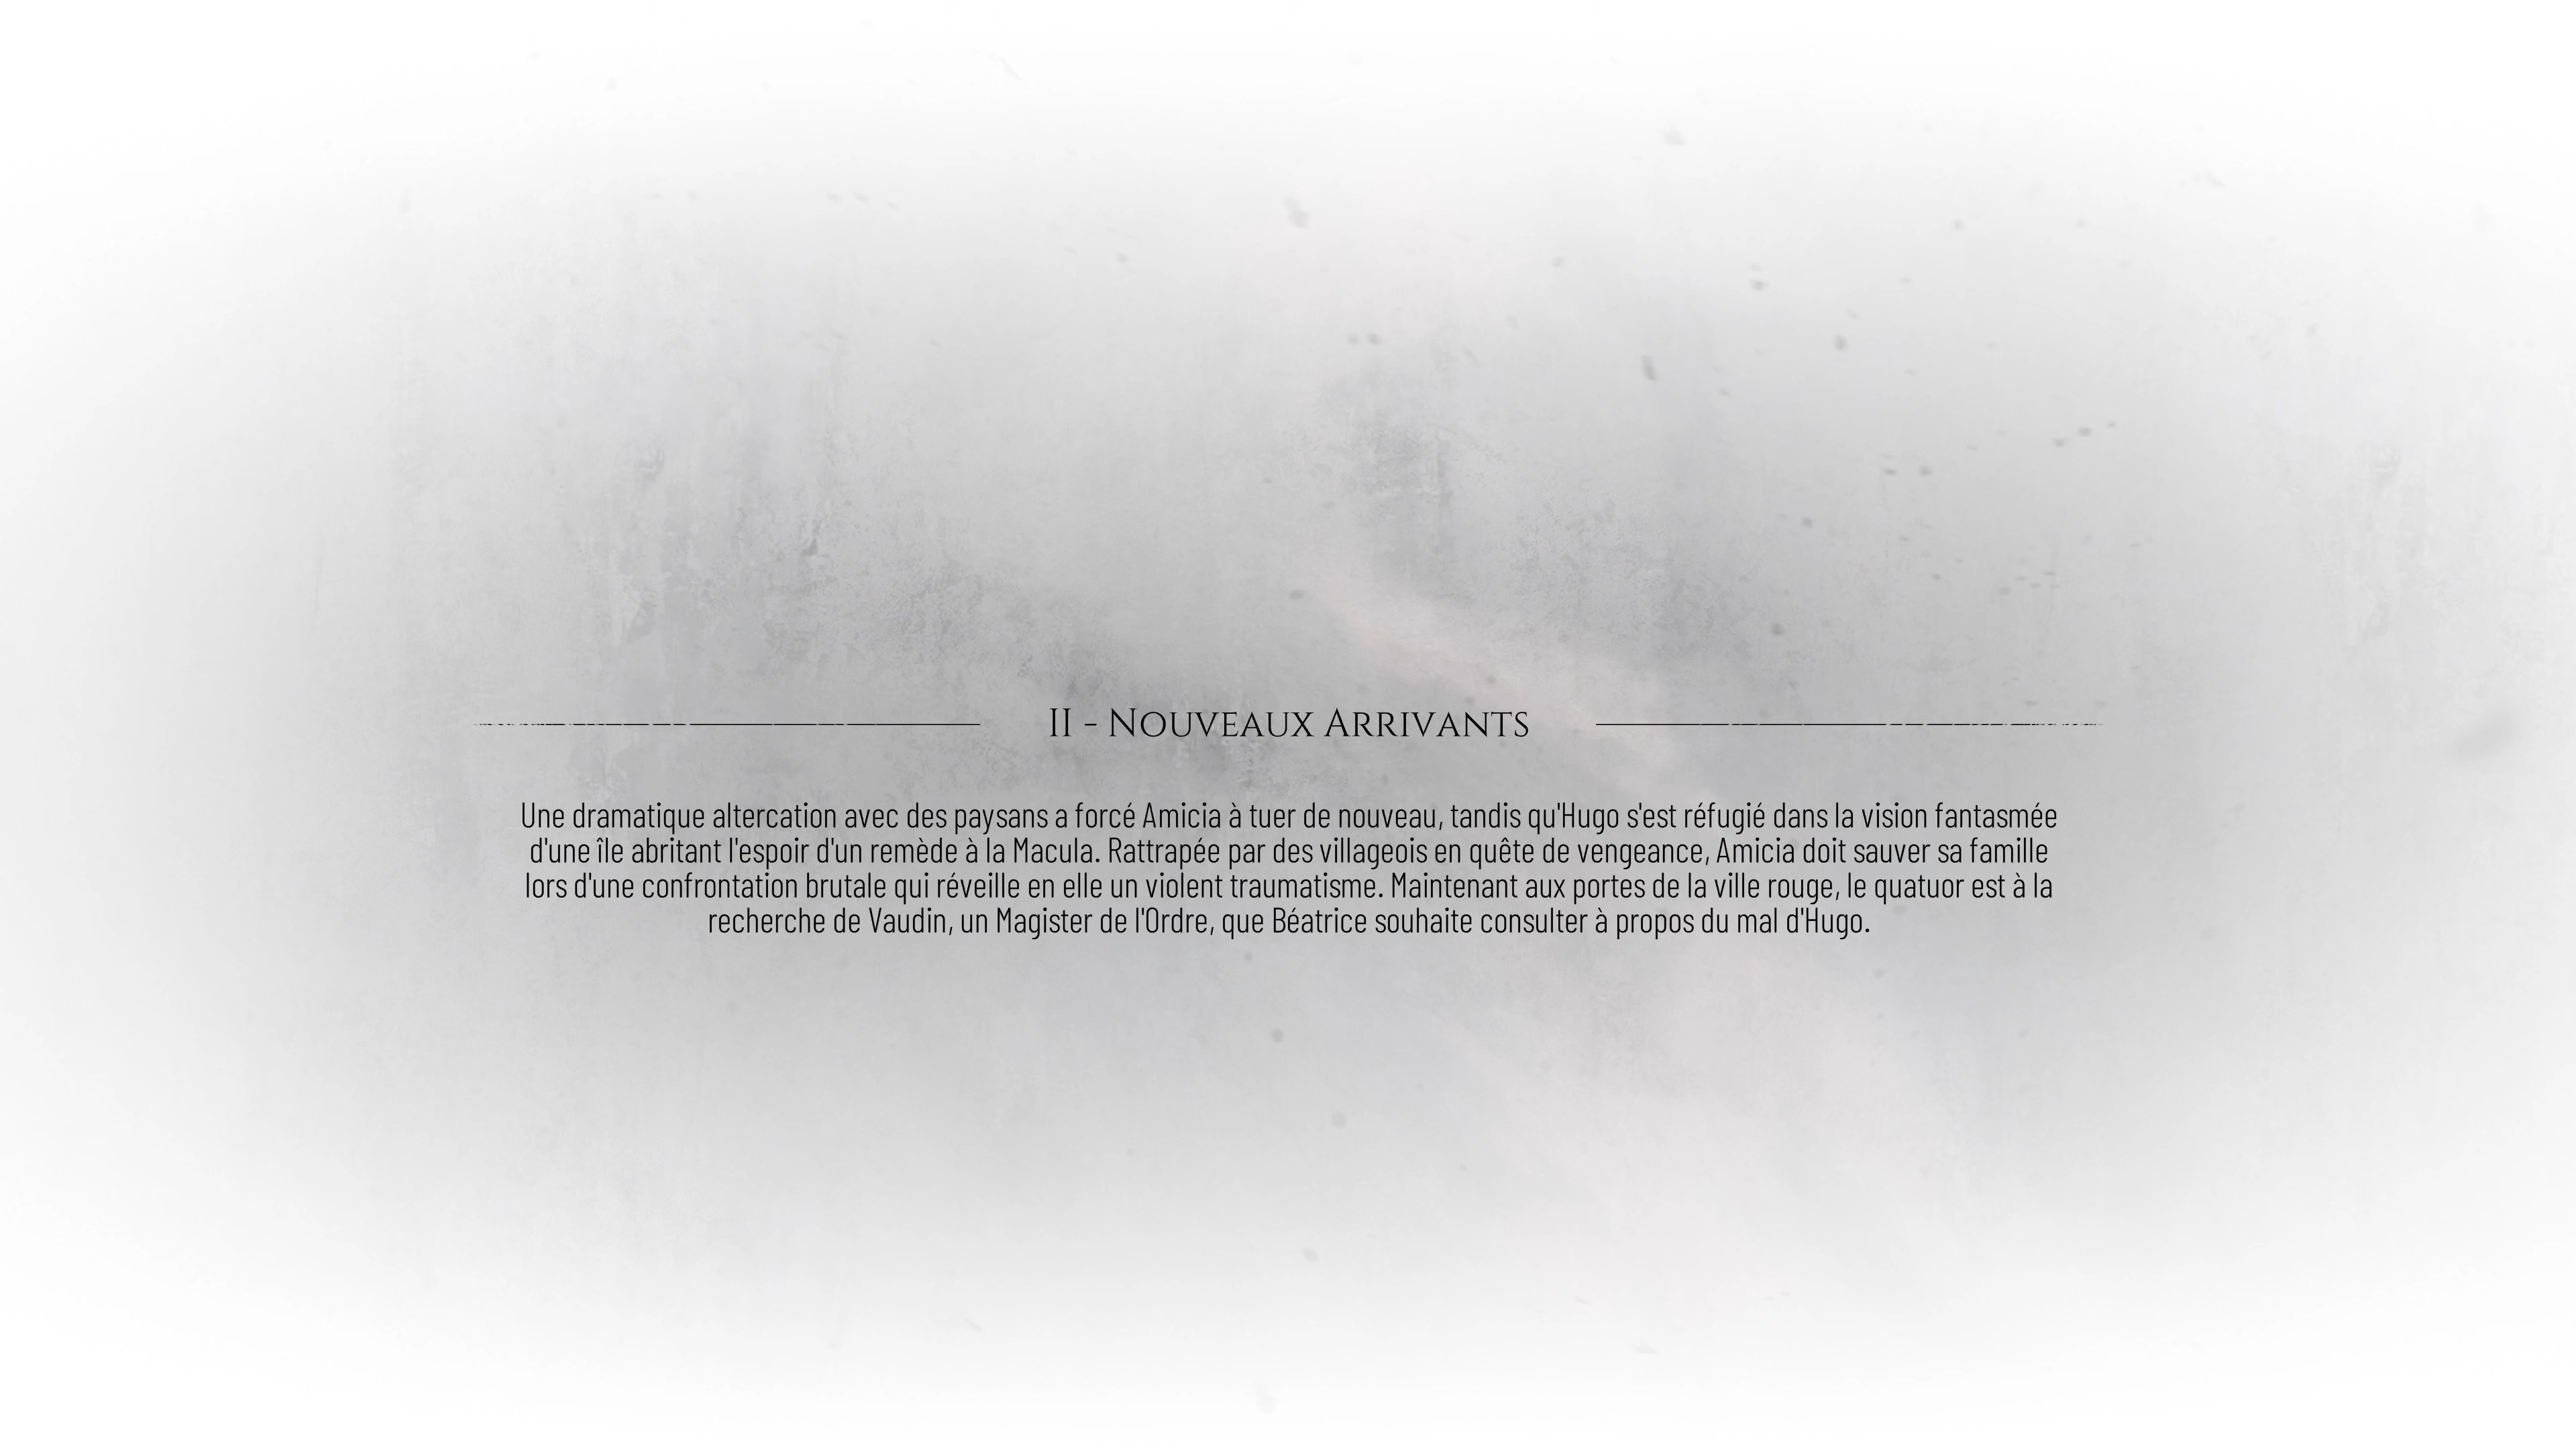 II - Nouveaux Arrivants
Une dramatique altercation avec des paysans a forcé Amicia à tuer de nouveau, tandis qu'Hugo s'est réfugié dans la vision fantasmée
d'une île abritant l'espoir d'un remède à la Macula. Rattrapée par des villageois en quête de vengeance, Amicia doit sauver sa famille
lors d'une confrontation brutale qui réveille en elle un violent traumatisme. Maintenant aux portes de la ville rouge, le quatuor est à la
recherche de Vaudin, un Magister de l'Ordre, que Béatrice souhaite consulter à propos du mal d'Hugo.